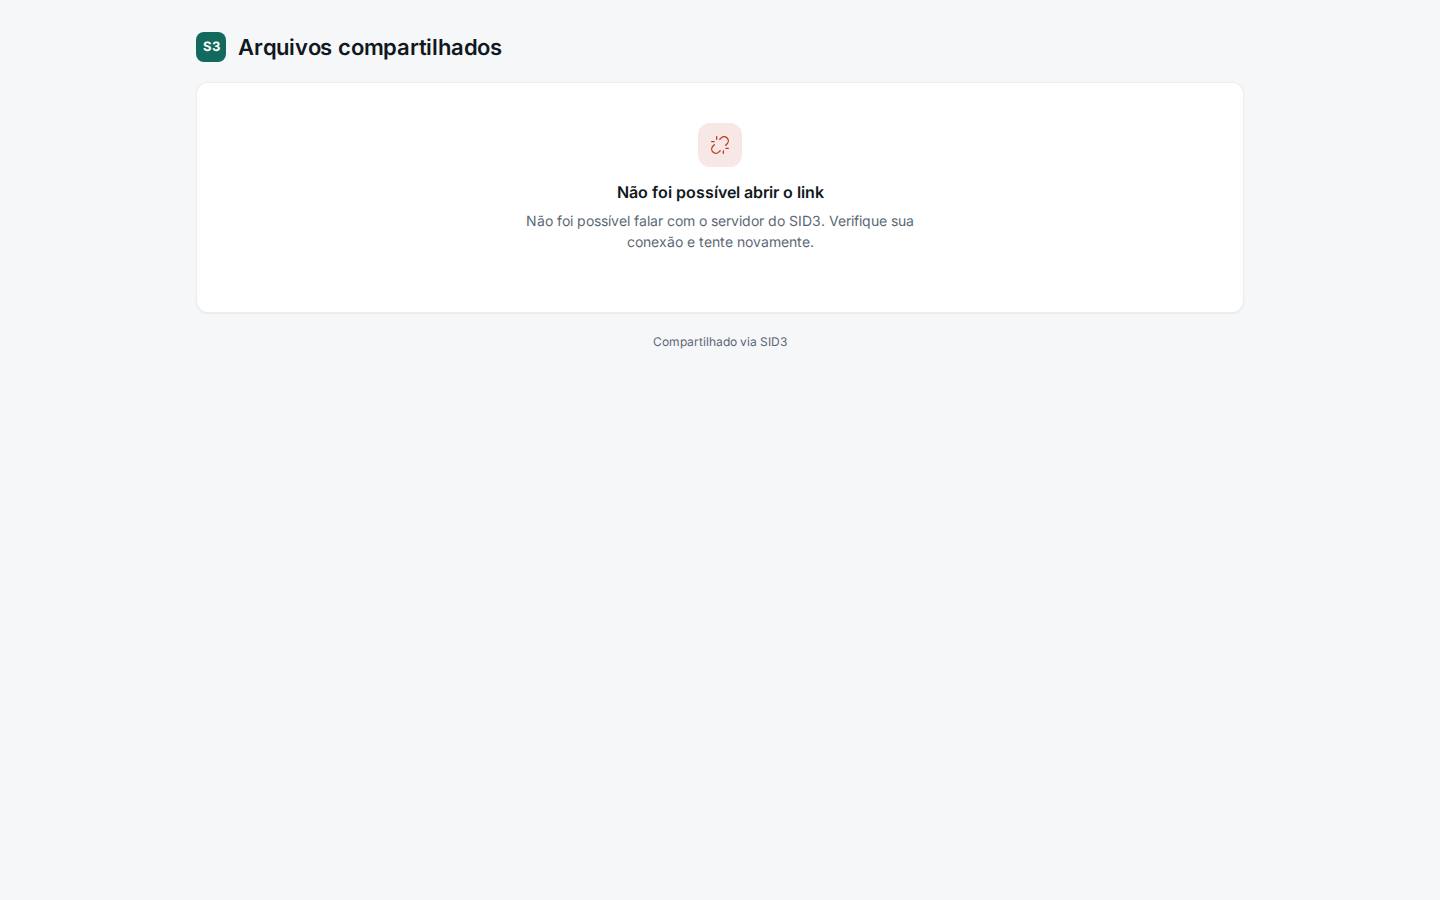 S3 Arquivos compartilhados
Não foi possível abrir o link
Não foi possível falar com o servidor do SID3. Verifique sua
conexão e tente novamente.
Compartilhado via SID3